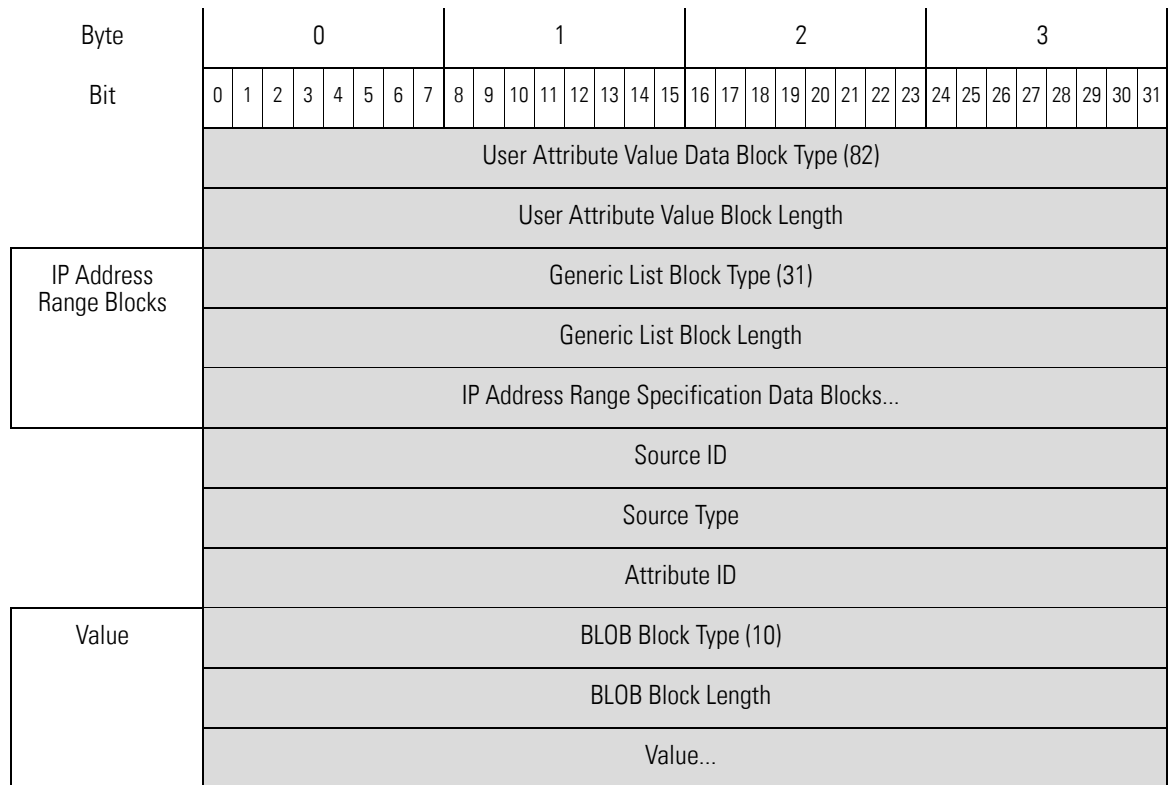 Byte 0 1 2 3
Bit 0 1 2 3 4 5 6 7 8 9 10 11 12 13 14 15 16 17 18 19 20 21 22 23 24 25 26 27 28 29 30 31
User Attribute Value Data Block Type (82)
User Attribute Value Block Length
IP Address
Range Blocks
Generic List Block Type (31)
Generic List Block Length
IP Address Range Specification Data Blocks...
Source ID
Source Type
Attribute ID
Value
BLOB Block Type (10)
BLOB Block Length
Value...